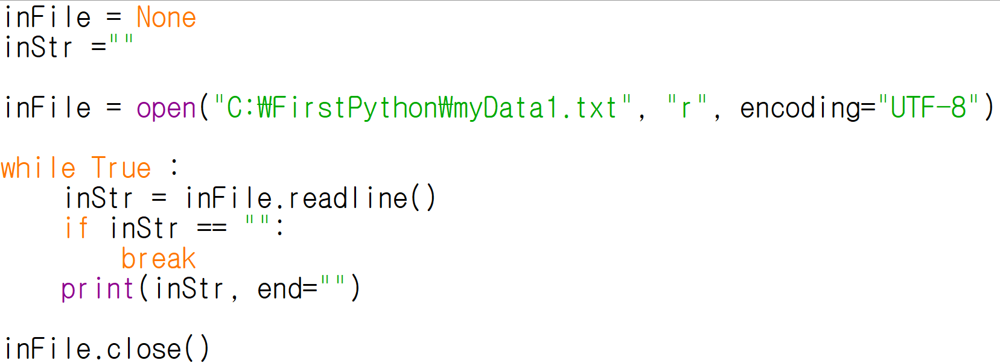 inFile = None
inStr =""
inFile = open("C:₩FirstPython₩myData1.txt", "r", encoding="UTF-8")
while True :
    inStr = inFile.readline()
    if inStr == "":
        break
    print(inStr, end="")
inFile.close()